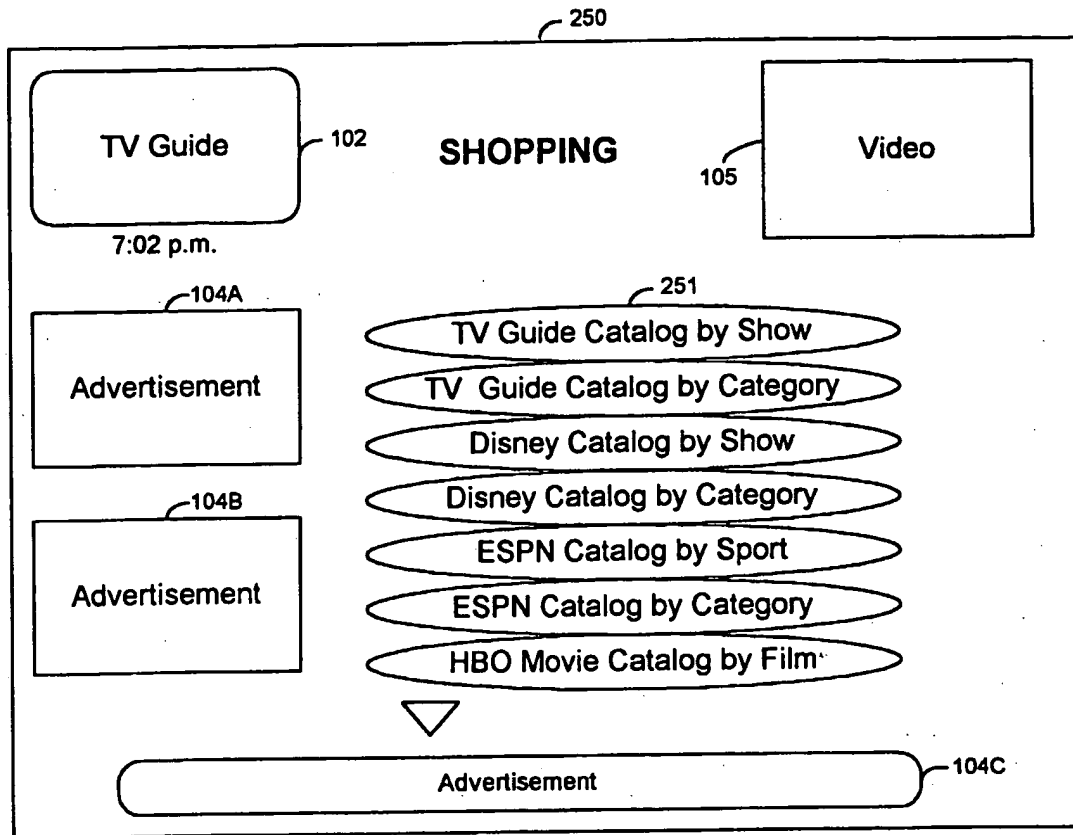 250
TV Guide
102
SHOPPING
105
Video
7:02 p.m.
104A
Advertisement
104B
Advertisement
251
TV Guide Catalog by Show
TV Guide Catalog by Category
Disney Catalog by Show
Disney Catalog by Category
ESPN Catalog by Sport
ESPN Catalog by Category
HBO Movie Catalog by Film
Advertisement
104C